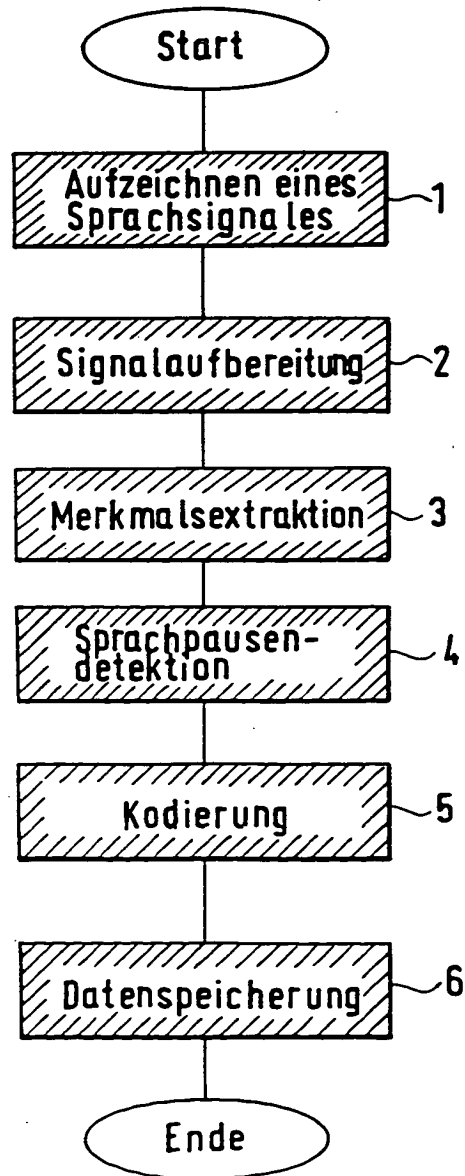 Start
Aufzeichnen eines
Sprachsignales
1
Signalaufbereitung
2
Merkmalsextraktion
3
Sprachpausen-
detektion
4
Kodierung
5
Datenspeicherung
6
Ende